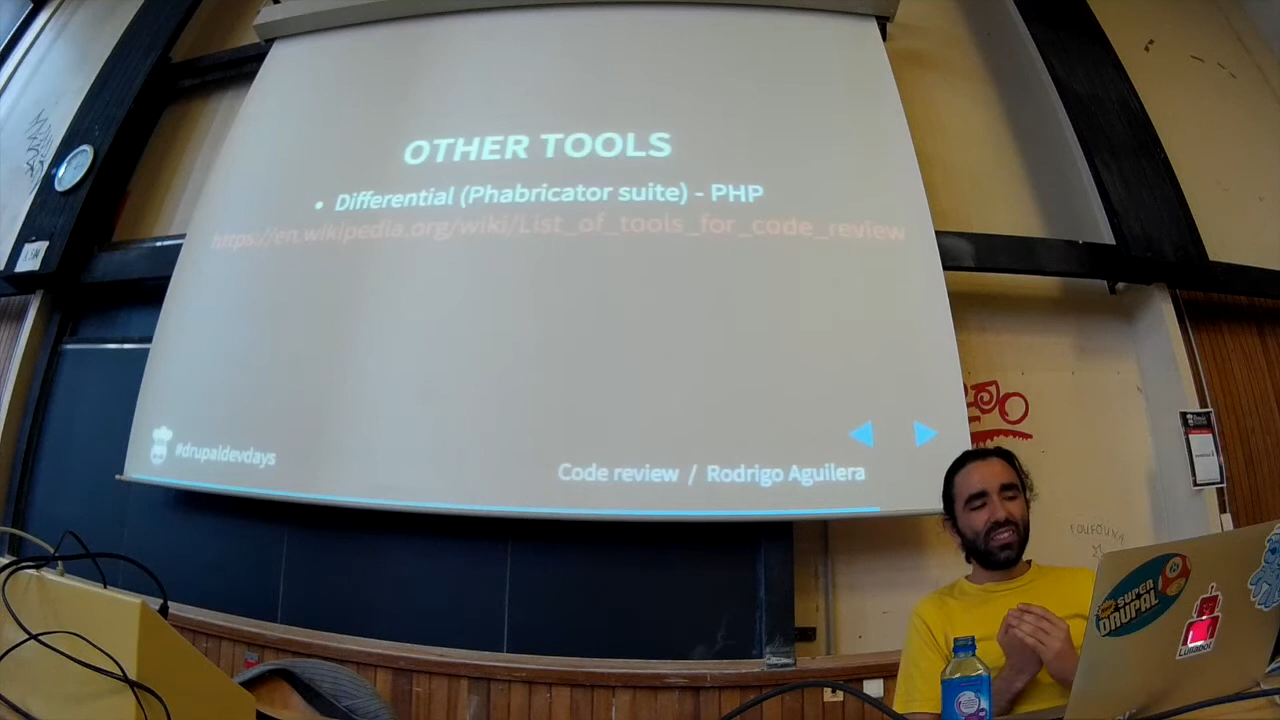 OTHER TOOLS
• Differential (Phabricator suite) - PHP
https://en.wikipedia.org/wiki/List_of_tools_for_code_review
#drupaldevdays
Code review / Rodrigo Aguilera
SUPER
DRUPAL
Lullabot